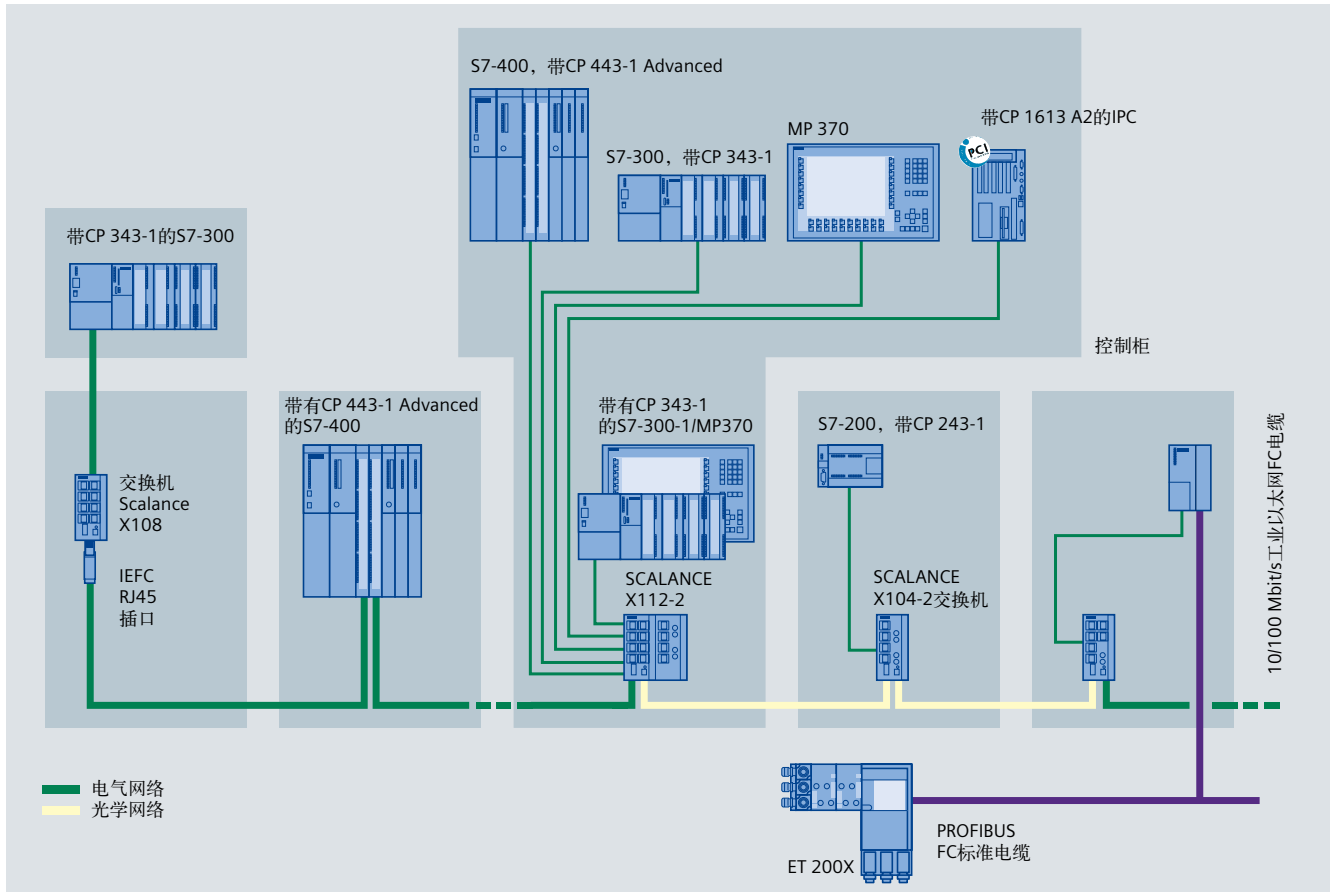 S7-400，带CP 443-1 Advanced
S7-300，带CP 343-1
MP 370
带CP 1613 A2的IPC
PCI
控制柜
带CP 343-1的S7-300
交换机
Scalance
X108
IEFC
RJ45
插口
带有CP 443-1 Advanced
的S7-400
带有CP 343-1
的S7-300-1/MP370
SCALANCE
X112-2
S7-200，带CP 243-1
SCALANCE
X104-2交换机
10/100 Mbit/s工业以太网FC电缆
电气网络
光学网络
ET 200X
PROFIBUS
FC标准电缆